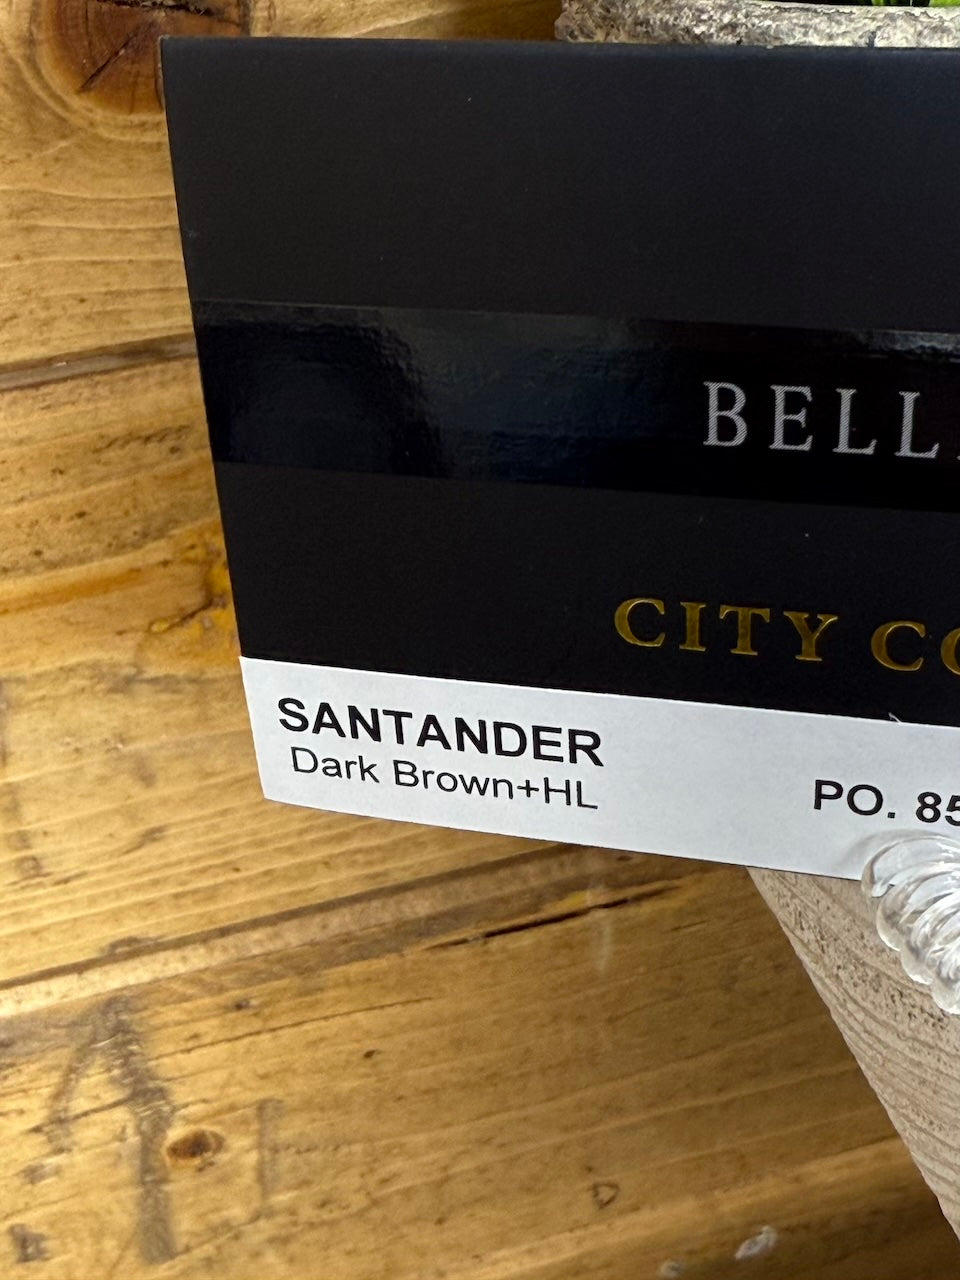 BELL
CITY CO
SANTANDER
Dark Brown+HL
PO. 85